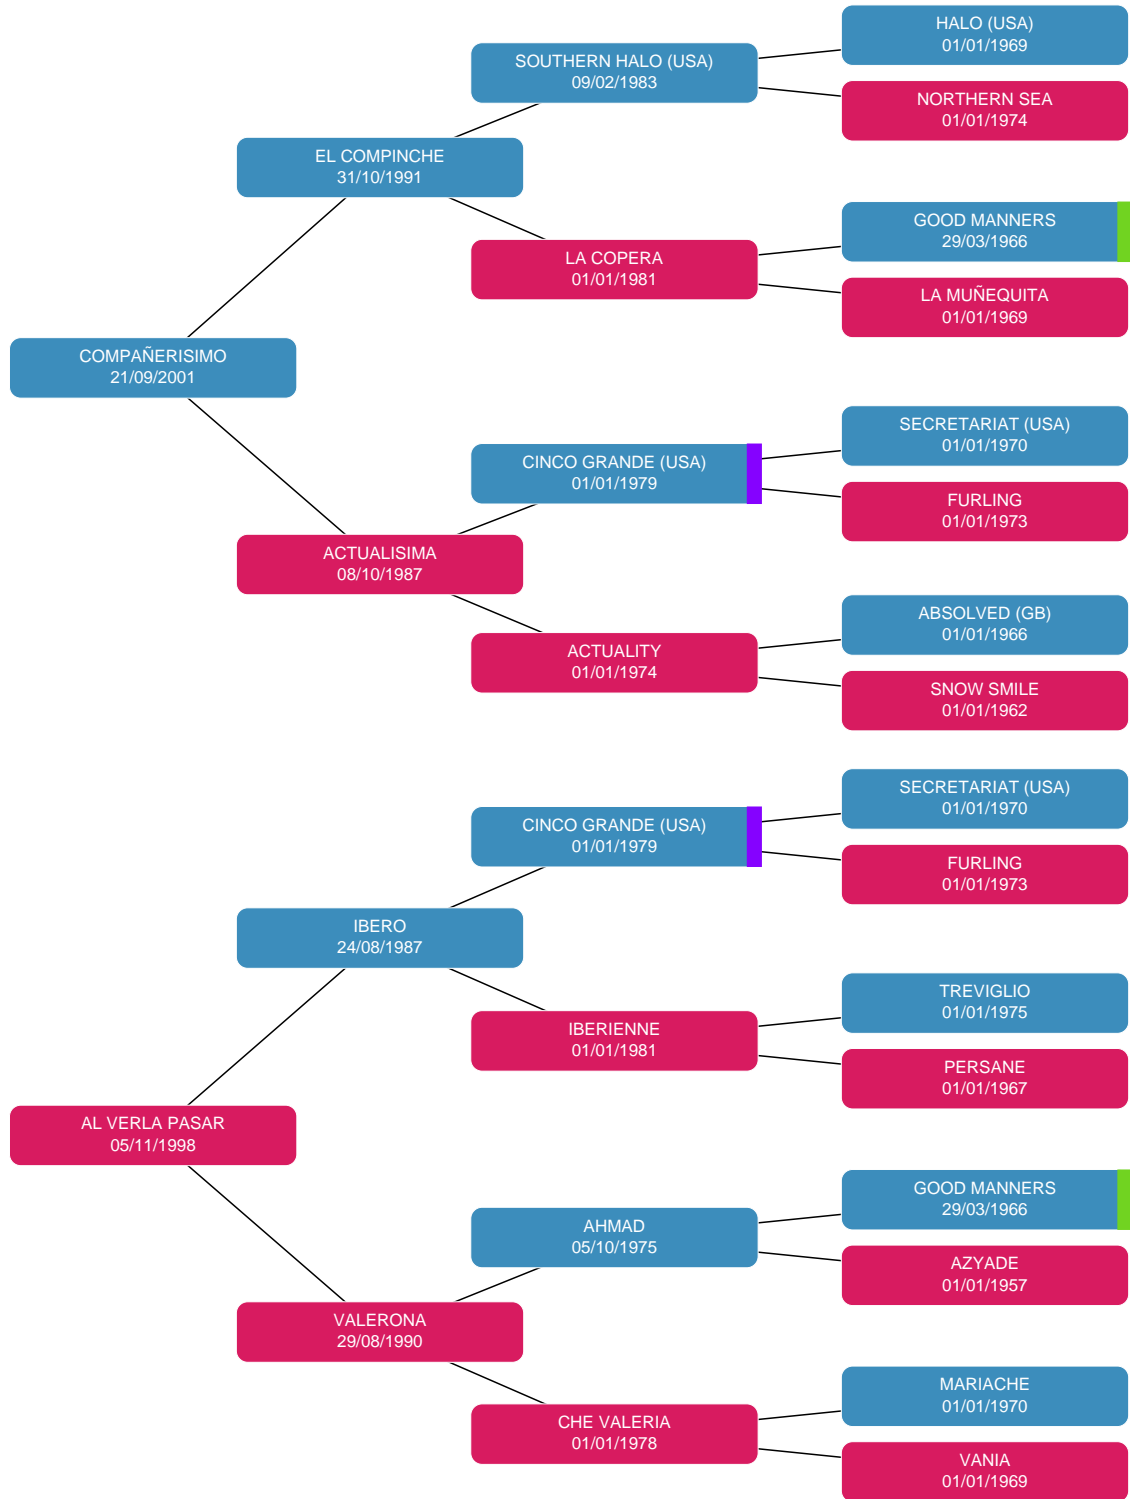 HALO (USA)
01/01/1969
SOUTHERN HALO (USA)
09/02/1983
NORTHERN SEA
01/01/1974
EL COMPINCHE
31/10/1991
GOOD MANNERS
29/03/1966
LA COPERA
01/01/1981
LA MUÑEQUITA
01/01/1969
COMPAÑERISIMO
21/09/2001
SECRETARIAT (USA)
01/01/1970
CINCO GRANDE (USA)
01/01/1979
FURLING
01/01/1973
ACTUALISIMA
08/10/1987
ABSOLVED (GB)
01/01/1966
ACTUALITY
01/01/1974
SNOW SMILE
01/01/1962
SECRETARIAT (USA)
01/01/1970
CINCO GRANDE (USA)
01/01/1979
FURLING
01/01/1973
IBERO
24/08/1987
TREVIGLIO
01/01/1975
IBERIENNE
01/01/1981
PERSANE
01/01/1967
AL VERLA PASAR
05/11/1998
GOOD MANNERS
29/03/1966
AHMAD
05/10/1975
AZYADE
01/01/1957
VALERONA
29/08/1990
MARIACHE
01/01/1970
CHE VALERIA
01/01/1978
VANIA
01/01/1969